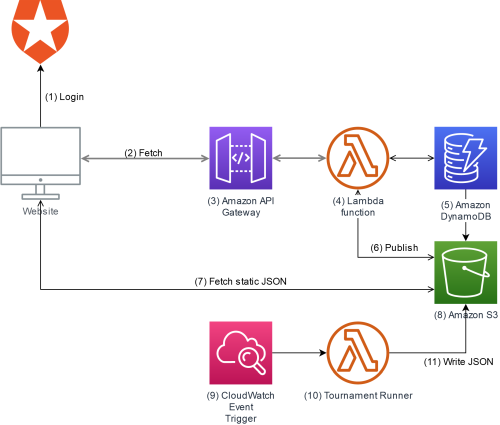 (1) Login
(2) Fetch
Website
(3) Amazon API
Gateway
(4) Lambda
function
(5) Amazon
DynamoDB
(6) Publish
(7) Fetch static JSON
(8) Amazon S3
(9) CloudWatch
Event
Trigger
(10) Tournament Runner
(11) Write JSON